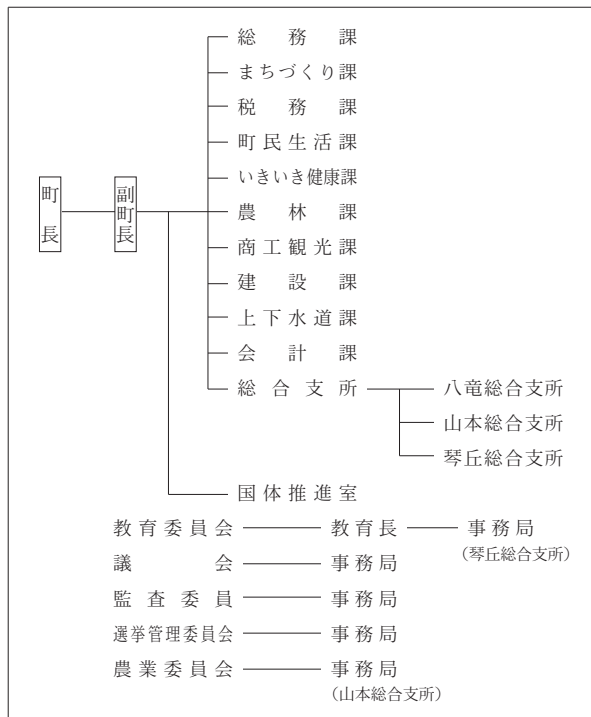 総務課
まちづくり課
税務課
町民生活課
いきいき健康課
町長
副町長
農林課
商工観光課
建設課
上下水道課
会計課
総合支所 八竜総合支所
山本総合支所
琴丘総合支所
国体推進室
教育委員会 教育長 事務局
（琴丘総合支所）
議会 事務局
監査委員 事務局
選挙管理委員会 事務局
農業委員会 事務局
（山本総合支所）